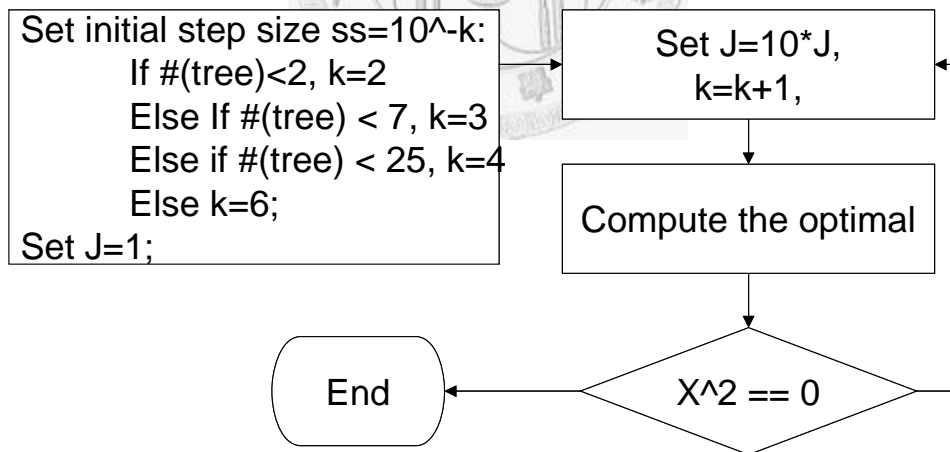 Set initial step size ss=10^-k:
If #(tree)<2, k=2
Else If #(tree) < 7, k=3
Else if #(tree) < 25, k=4
Else k=6;
Set J=1;
Set J=10*J,
k=k+1,
Compute the optimal
X^2 == 0
End